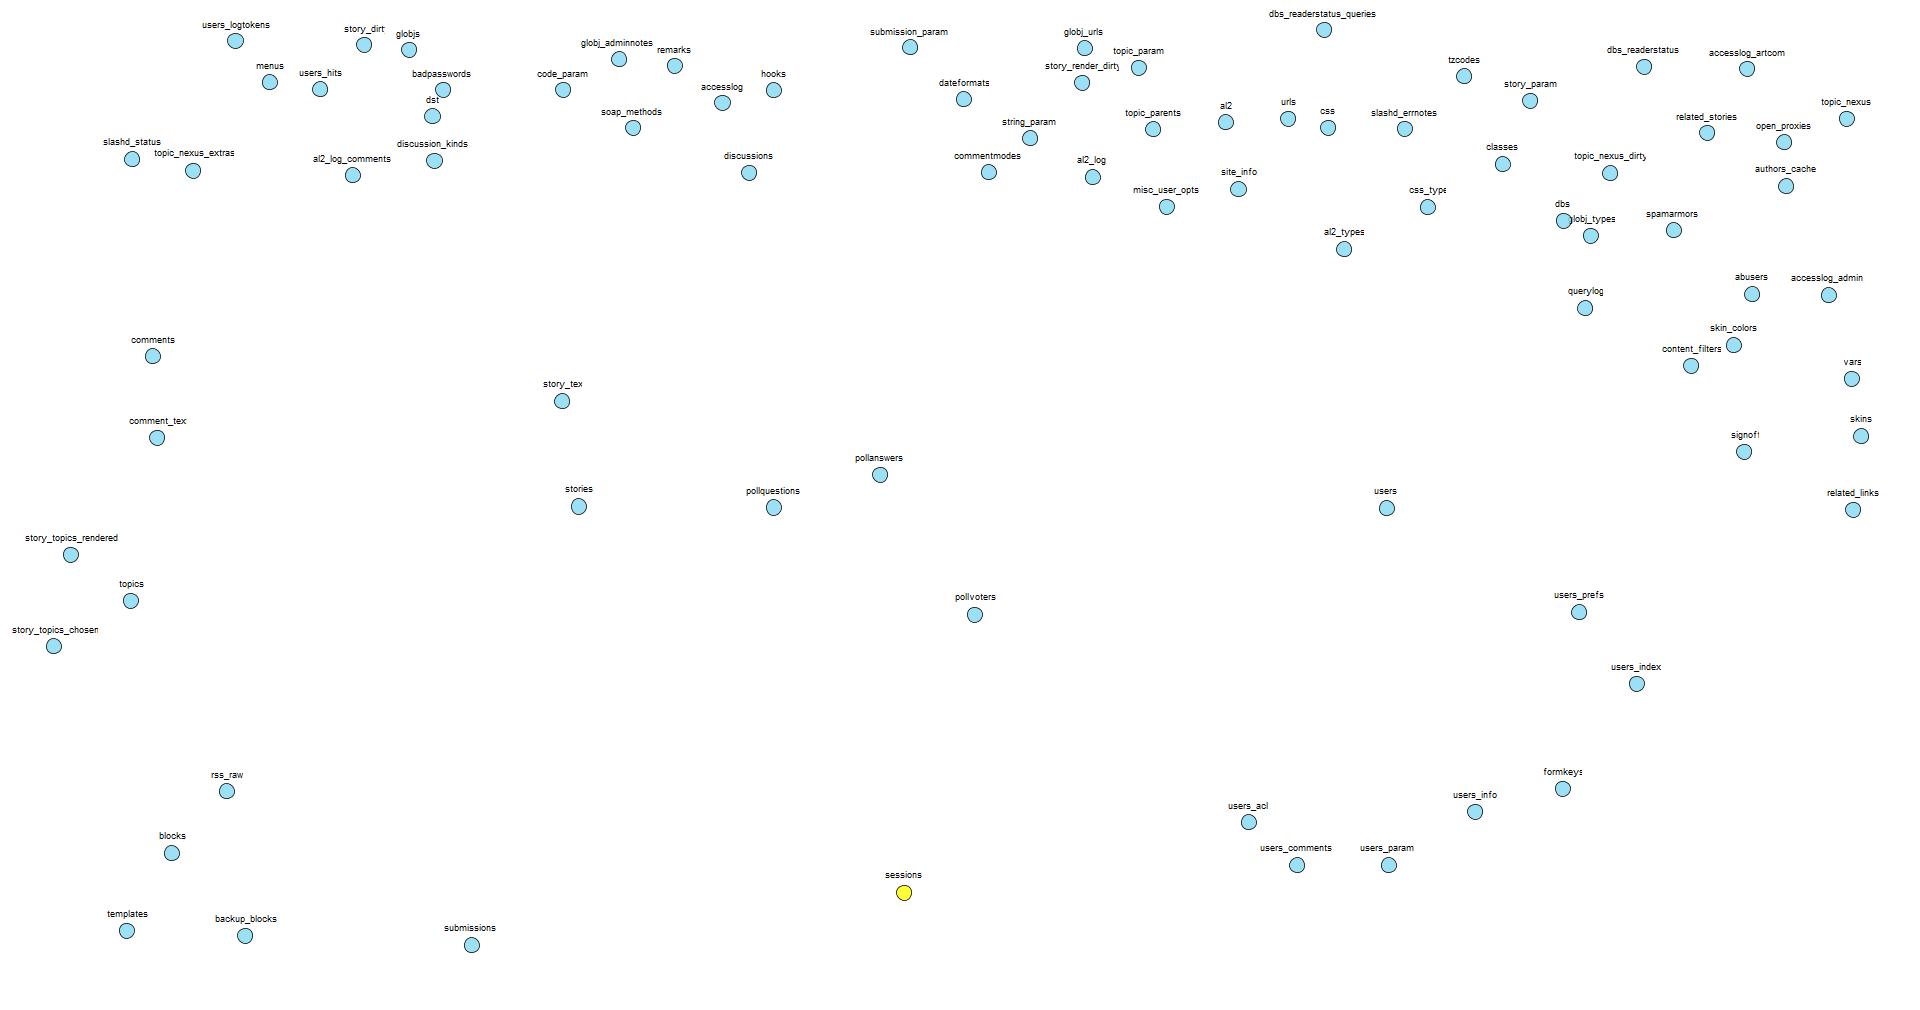 dbs_readerstatus_queries
users_logtokens
story_dirt
globjs
submission_param
globj_urls
globj_adminnotes
remarks
topic_param
dbs_readerstatus
accesslog_artcom
tzcodes
menus
users_hits
badpasswords
code_param
hooks
story_render_dirty
accesslog
dateformats
story_param
dst
al2
urls
topic_nexus
soap_methods
string_param
topic_parents
css
slashd_errnotes
related_stories
open_proxies
slashd_status
discussion_kinds
classes
topic_nexus_extras
al2_log_comments
discussions
commentmodes
al2_log
topic_nexus_dirty
authors_cache
site_info
misc_user_opts
css_type
dbs
globj_types
spamarmors
al2_types
abusers
accesslog_admin
querylog
skin_colors
comments
content_filters
vars
story_tex
comment_tex
skins
signoff
pollanswers
stories
pollquestions
users
related_links
story_topics_rendered
topics
pollvoters
users_prefs
story_topics_chosen
users_index
rss_raw
formkeys
users_info
users_acl
blocks
users_comments
users_param
sessions
templates
backup_blocks
submissions